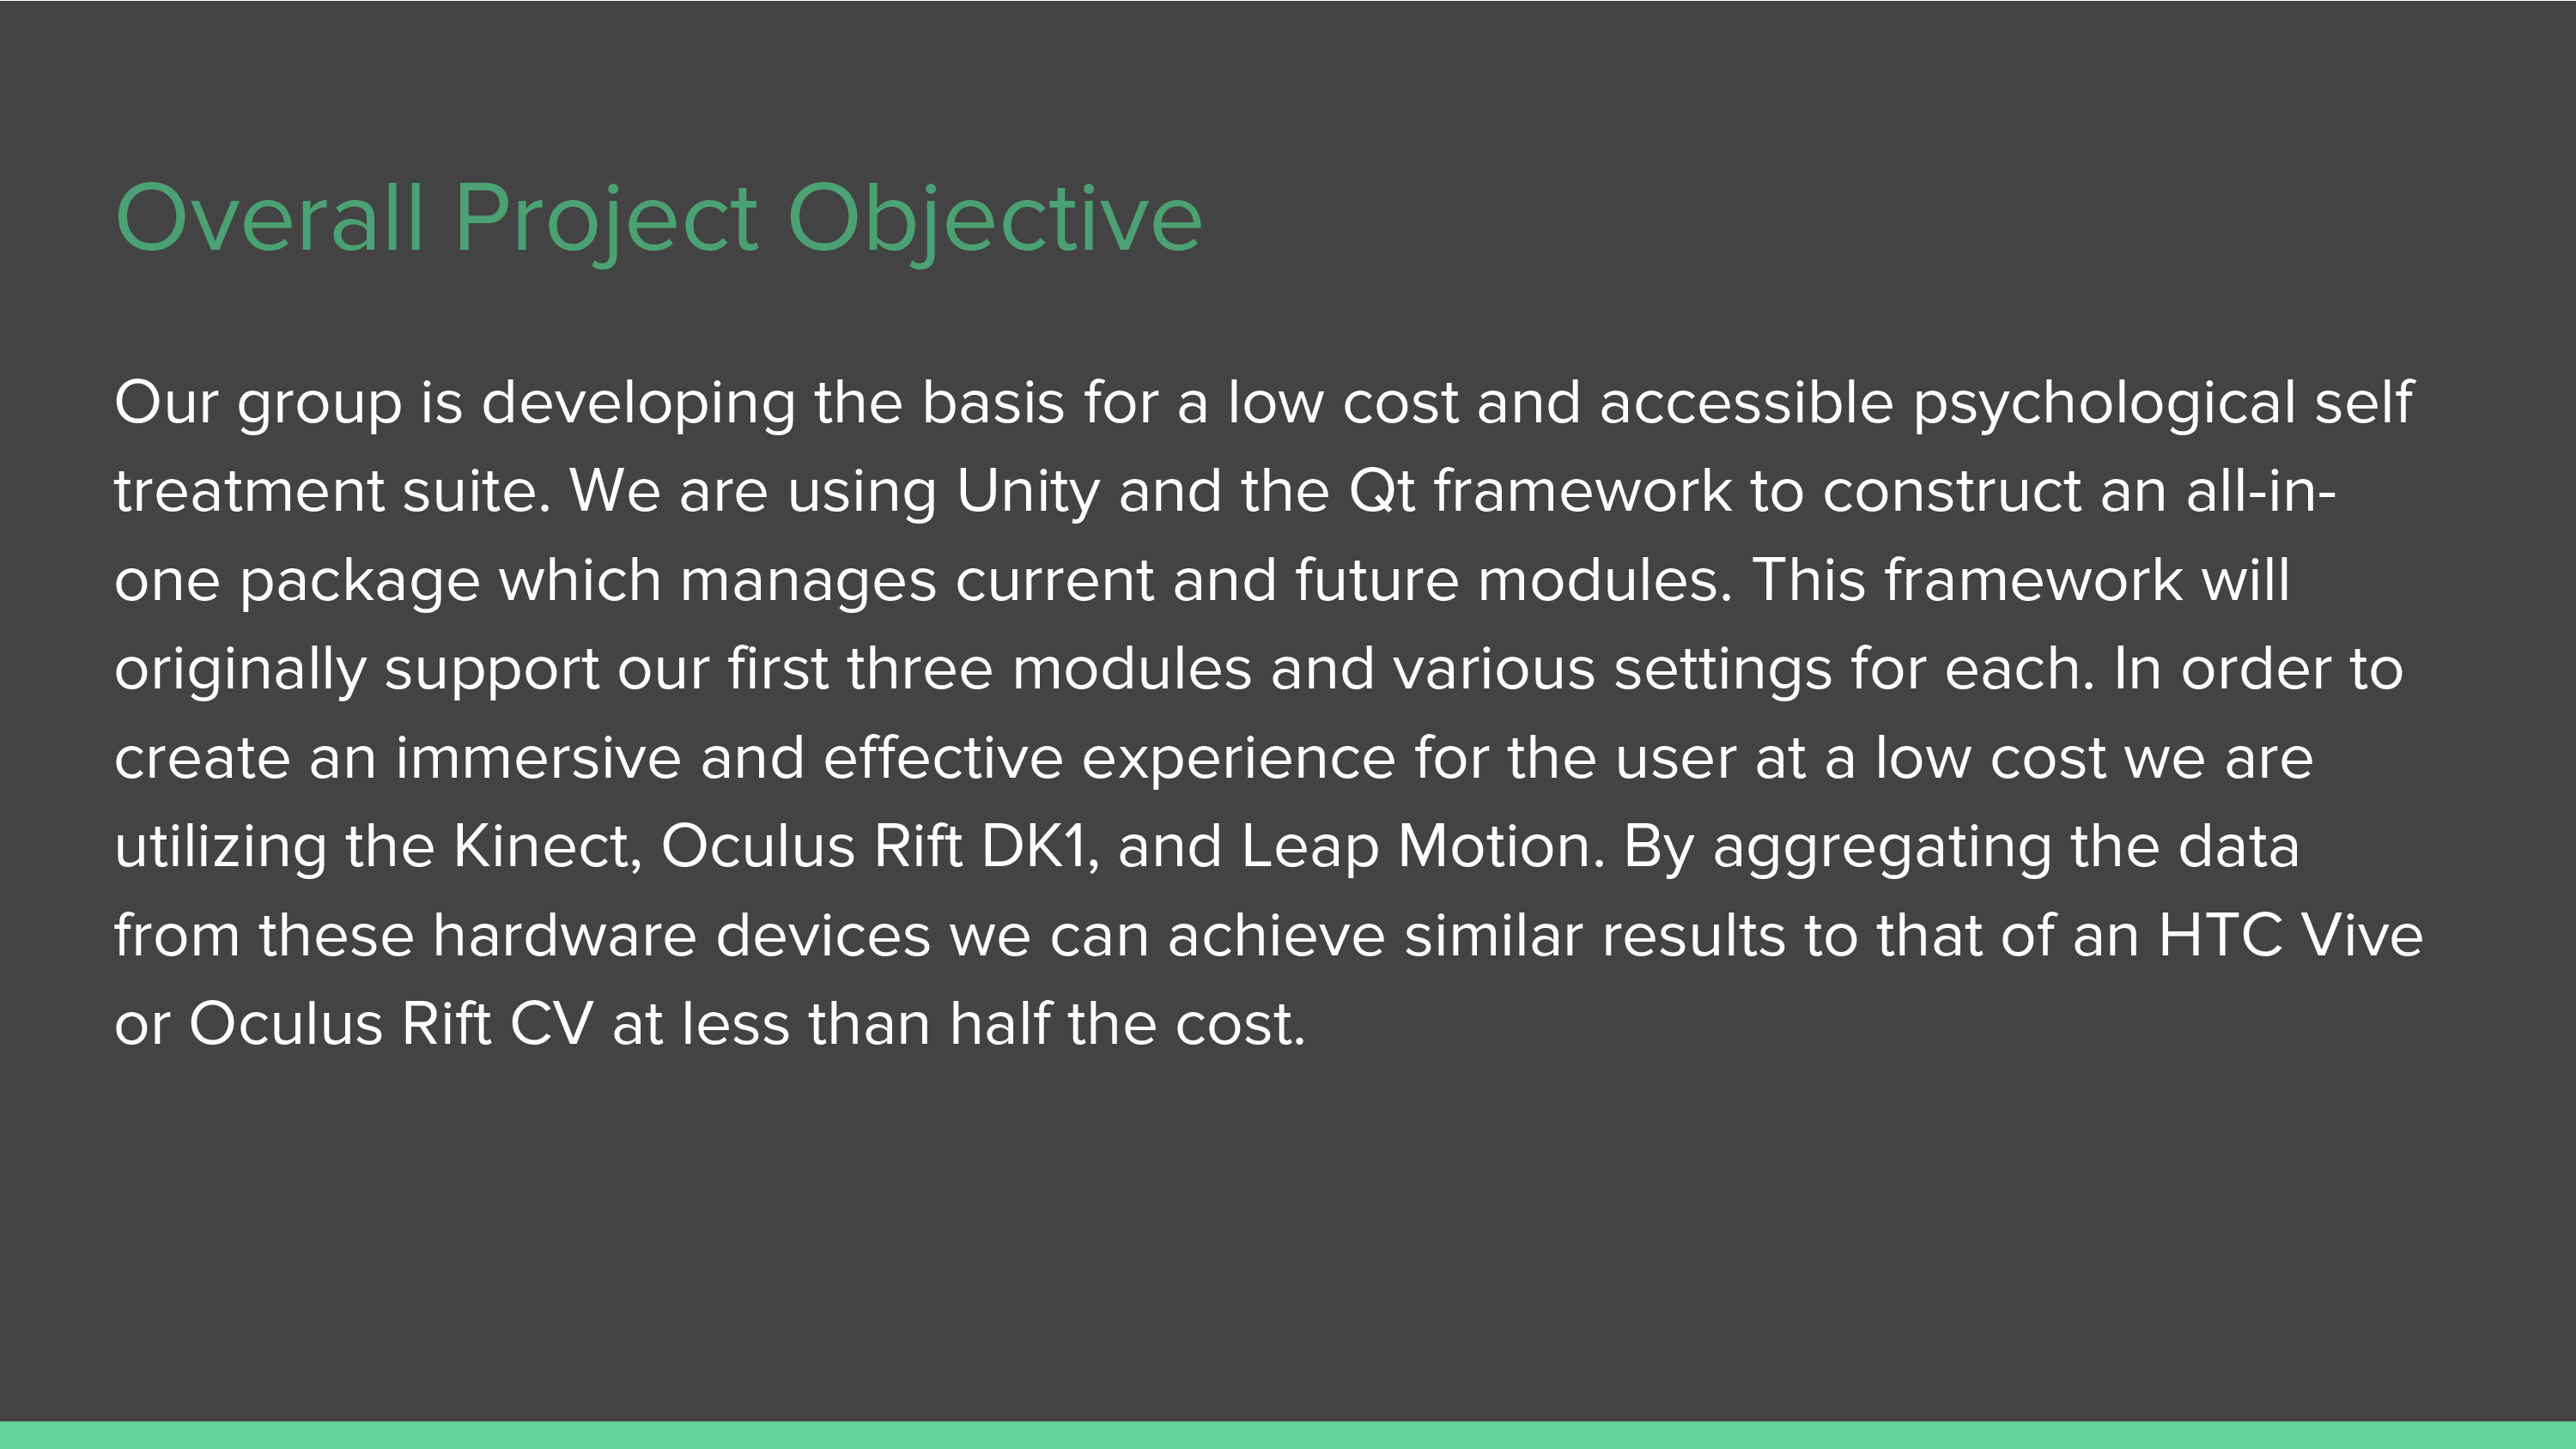 Overall Project Objective
Our group is developing the basis for a low cost and accessible psychological self
treatment suite. We are using Unity and the Qt framework to construct an all-in-
one package which manages current and future modules. This framework will
originally support our first three modules and various settings for each. In order to
create an immersive and effective experience for the user at a low cost we are
utilizing the Kinect, Oculus Rift DK1, and Leap Motion. By aggregating the data
from these hardware devices we can achieve similar results to that of an HTC Vive
or Oculus Rift CV at less than half the cost.